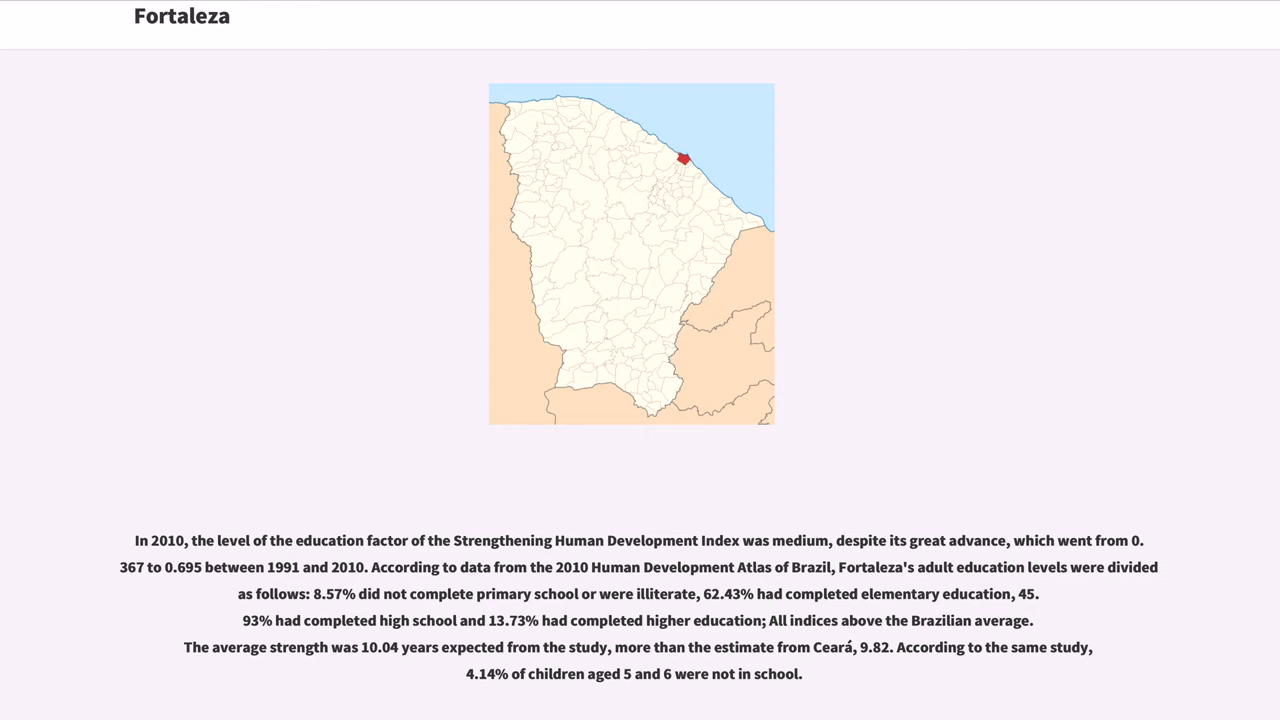 Fortaleza
In 2010, the level of the education factor of the Strengthening Human Development Index was medium, despite its great advance, which went from 0.
367 to 0.695 between 1991 and 2010. According to data from the 2010 Human Development Atlas of Brazil, Fortaleza's adult education levels were divided
as follows: 8.57% did not complete primary school or were illiterate, 62.43% had completed elementary education, 45.
93% had completed high school and 13.73% had completed higher education; All indices above the Brazilian average.
The average strength was 10.04 years expected from the study, more than the estimate from Ceará, 9.82. According to the same study,
4.14% of children aged 5 and 6 were not in school.